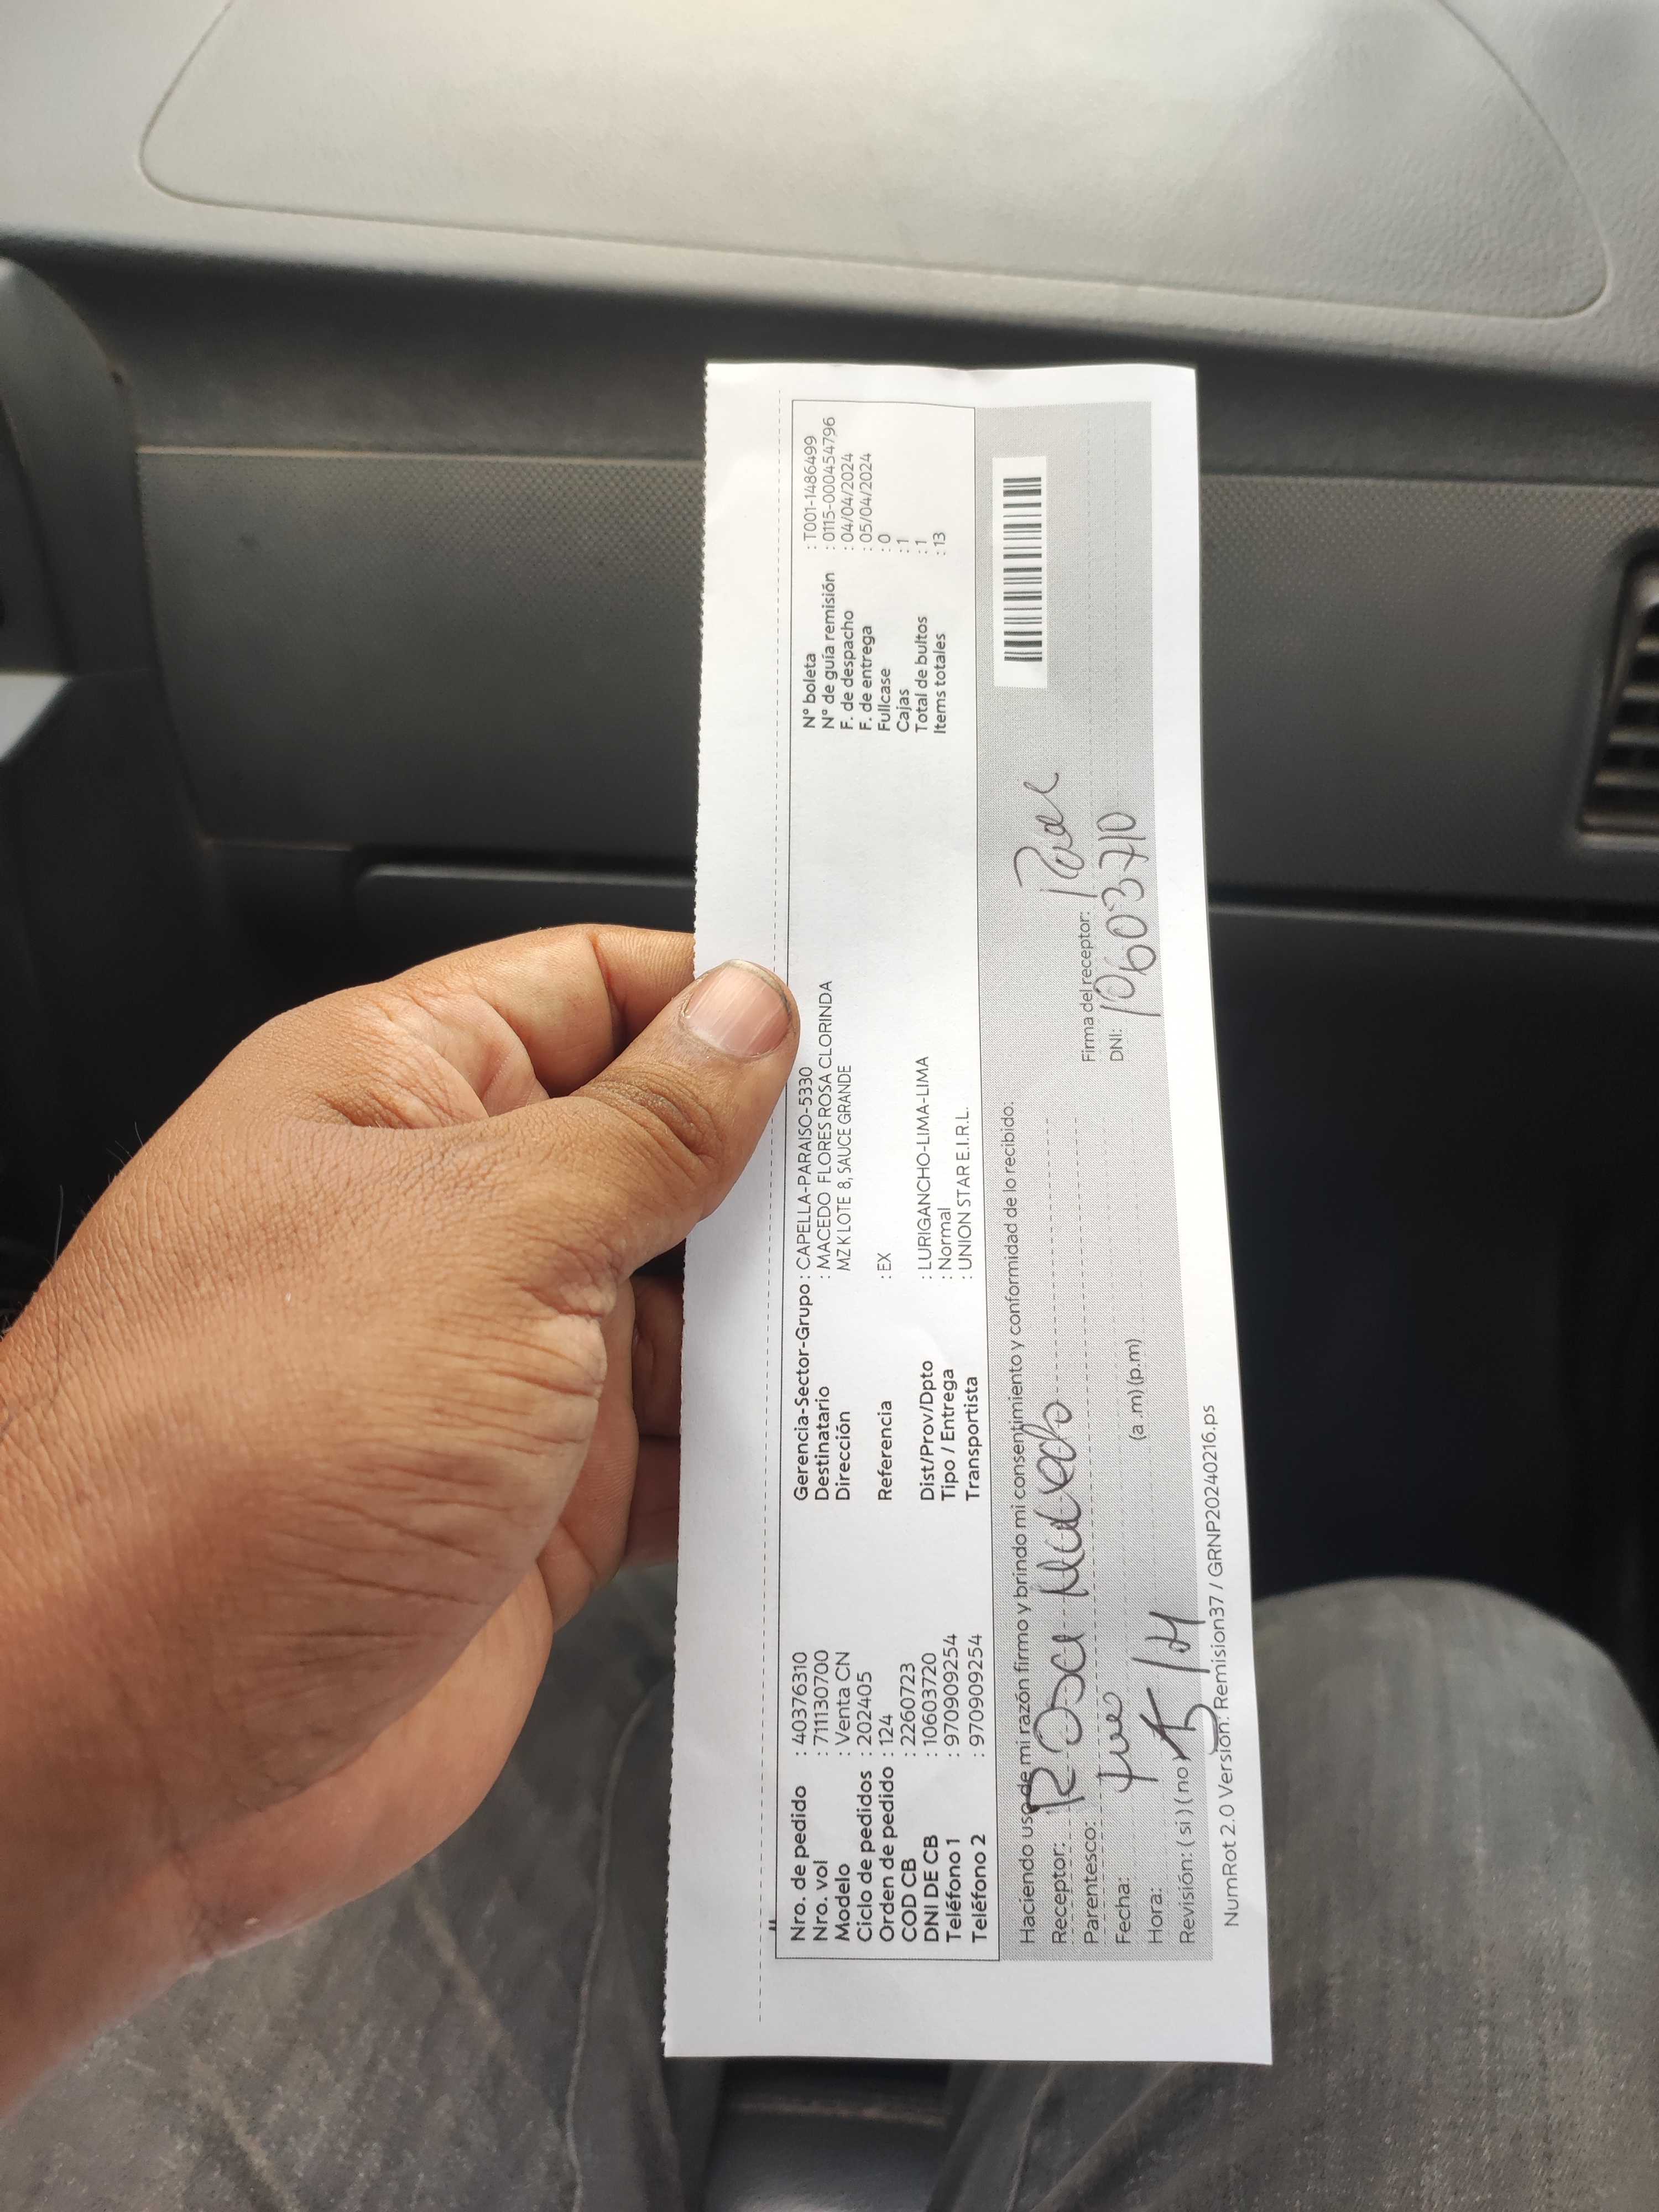 Nro. de pedido : 40376310
Nro. vol : 711130700
Modelo : Venta CN
Ciclo de pedidos : 202405
Orden de pedido : 124
COD CB : 2260723
DNI DE CB : 10603720
Teléfono 1 : 970909254
Teléfono 2 : 970909254
Gerencia-Sector-Grupo : CAPELLA-PARAISO-5330
Destinatario : MACEDO FLORES ROSA CLORINDA
Dirección MZ K LOTE 8, SAUCE GRANDE
Referencia : EX
Dist/Prov/Dpto : LURIGANCHO-LIMA-LIMA
Tipo / Entrega : Normal
Transportista : UNION STAR E.I.R.L.
N° boleta : T001-1486499
N° de guía remisión : 0115-000454796
F. de despacho : 04/04/2024
F. de entrega : 05/04/2024
Fullcase : 0
Cajas : 1
Total de bultos : 1
Items totales : 13
Haciendo uso de mi razón firmo y brindo mi consentimiento y conformidad de lo recibido:
Receptor: Rosa Macedo
Parentesco:
Fecha: 5/4
Hora: (a .m) (p.m)
Revisión: ( si ) ( no
Firma del receptor:
DNI: 10603710
NumRot 2.0 Versión: Remision37 / GRNP20240216.ps